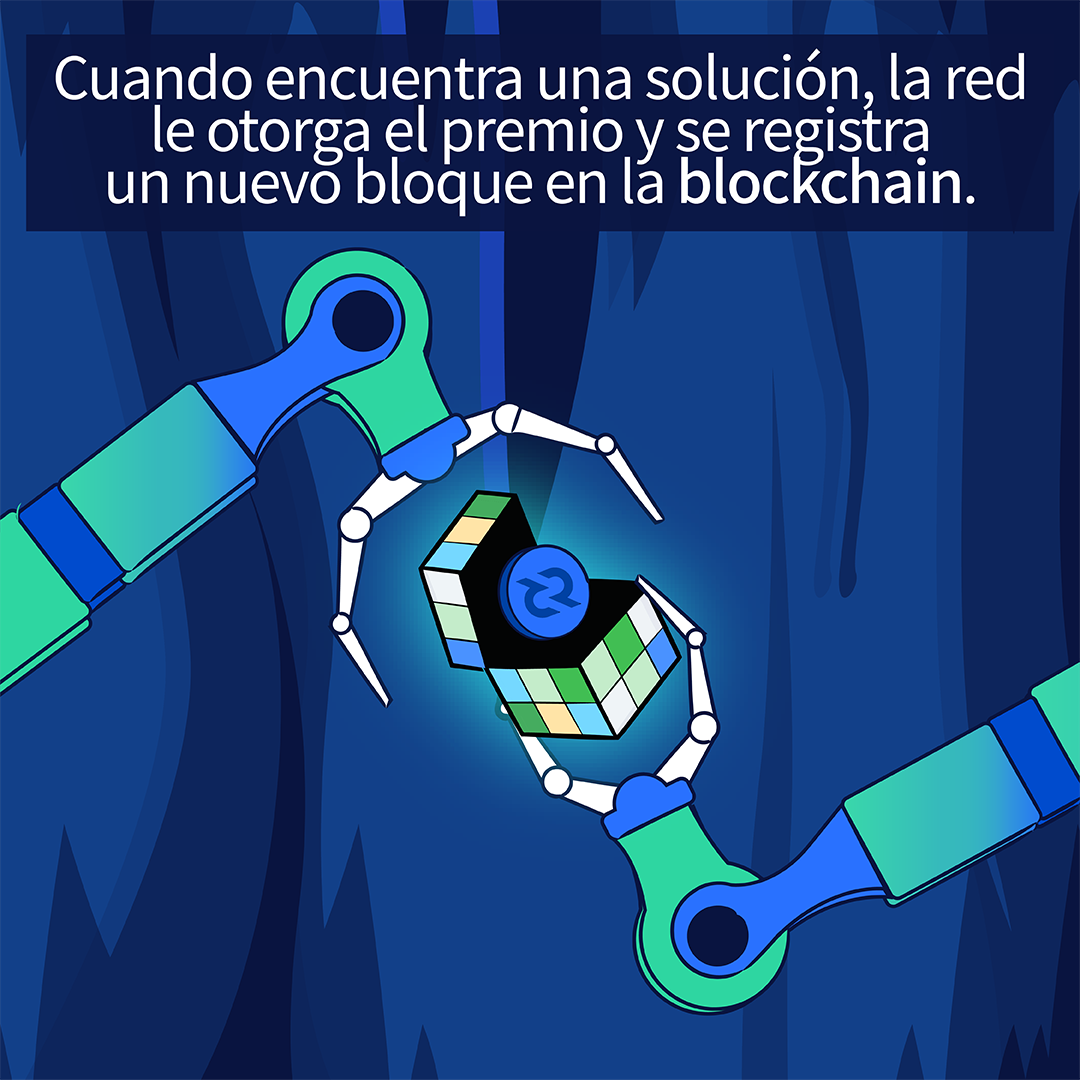 Cuando encuentra una solución, la red
le otorga el premio y se registra
un nuevo bloque en la blockchain.